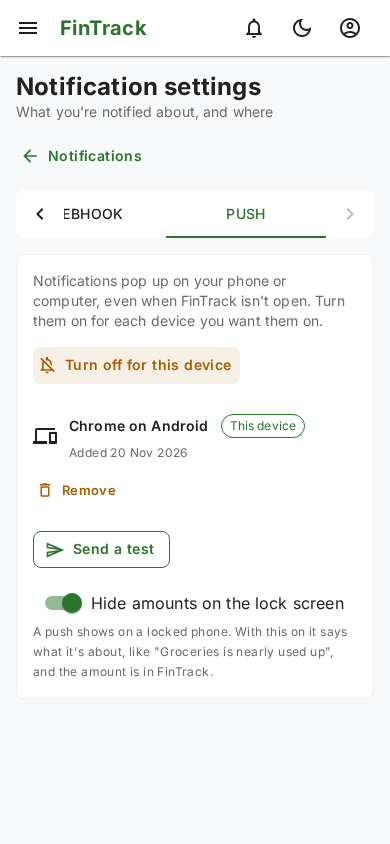 FinTrack
Notification settings
What you're notified about, and where
Notifications
EBHOOK
PUSH
Notifications pop up on your phone or
computer, even when FinTrack isn't open. Turn
them on for each device you want them on.
Turn off for this device
Chrome on Android
This device
Added 20 Nov 2026
Remove
Send a test
Hide amounts on the lock screen
A push shows on a locked phone. With this on it says
what it's about, like "Groceries is nearly used up",
and the amount is in FinTrack.